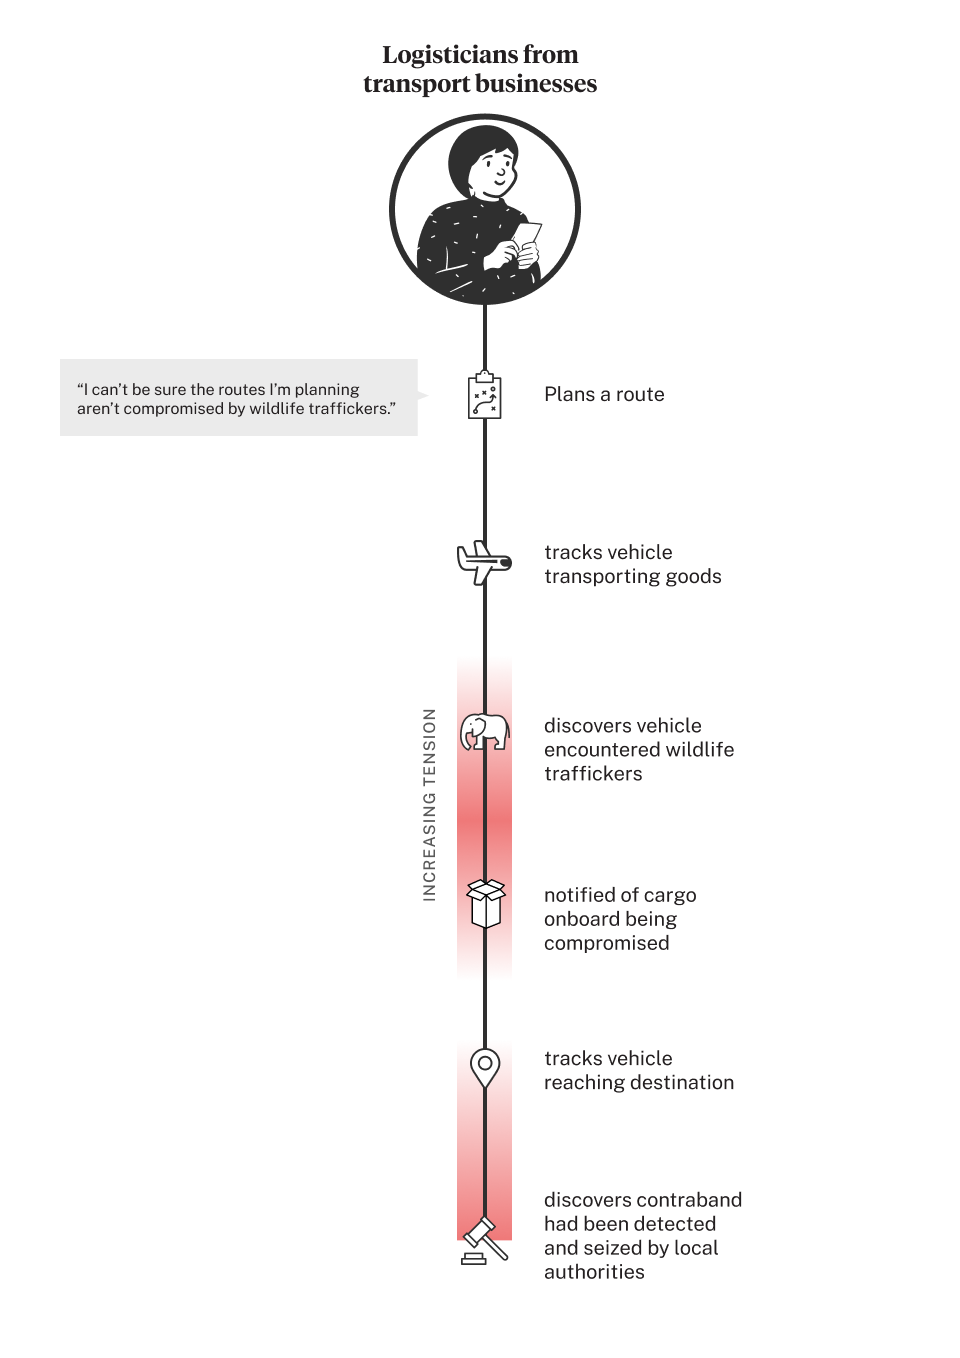 Logisticians from
transport businesses
“I can’t be sure the routes I’m planning
aren’t compromised by wildlife traffickers.”
Plans a route
tracks vehicle
transporting goods
INCREASING TENSION
discovers vehicle
encountered wildlife
traffickers
notified of cargo
onboard being
compromised
tracks vehicle
reaching destination
discovers contraband
had been detected
and seized by local
authorities